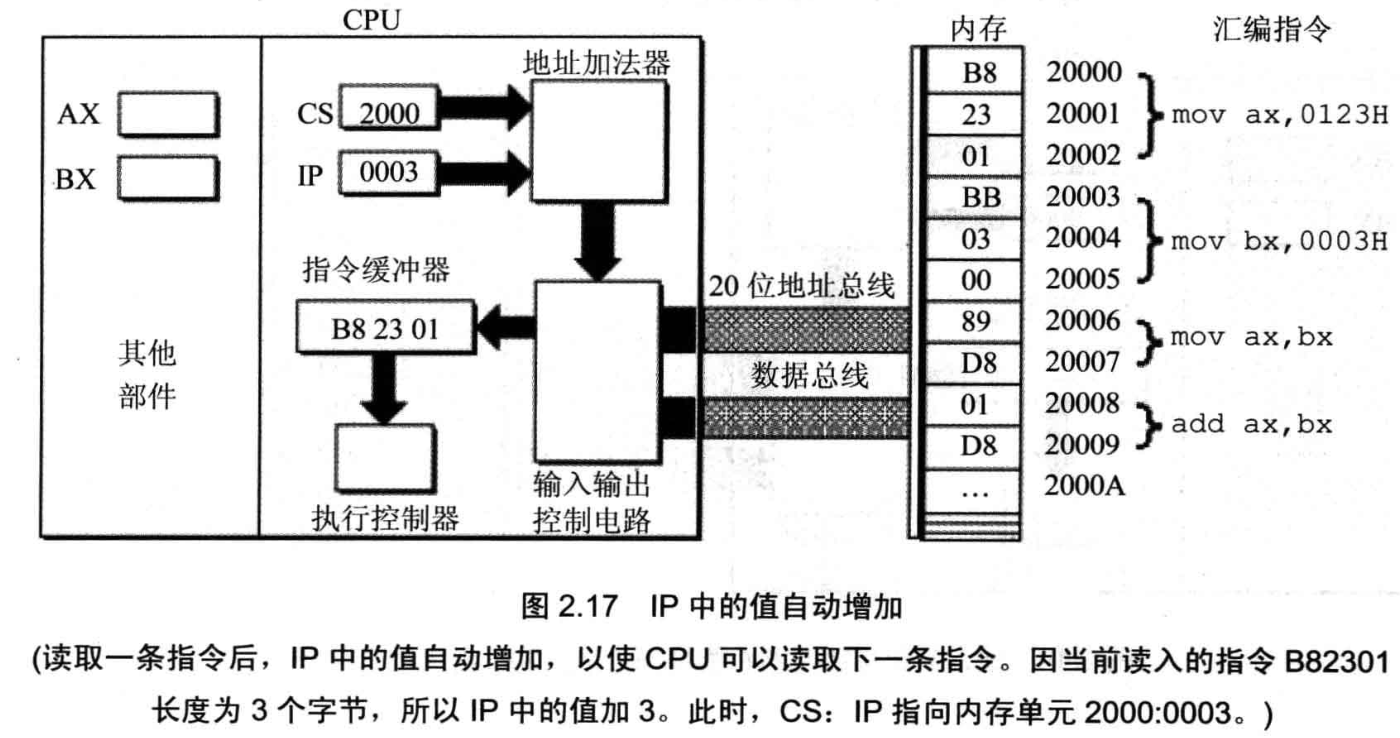 CPU
内存
汇编指令
地址加法器
AX
BX
CS 2000
IP 0003
指令缓冲器
B8 23 01
其他
部件
执行控制器
输入输出
控制电路
20 位地址总线
数据总线
B8 20000
23 20001 mov ax,0123H
01 20002
BB 20003
03 20004 mov bx,0003H
00 20005
89 20006
mov ax,bx
D8 20007
01 20008
add ax,bx
D8 20009
… 2000A
图 2.17 IP 中的值自动增加
(读取一条指令后，IP 中的值自动增加，以使 CPU 可以读取下一条指令。因当前读入的指令 B82301
长度为 3 个字节，所以 IP 中的值加 3。此时，CS：IP 指向内存单元 2000:0003。)